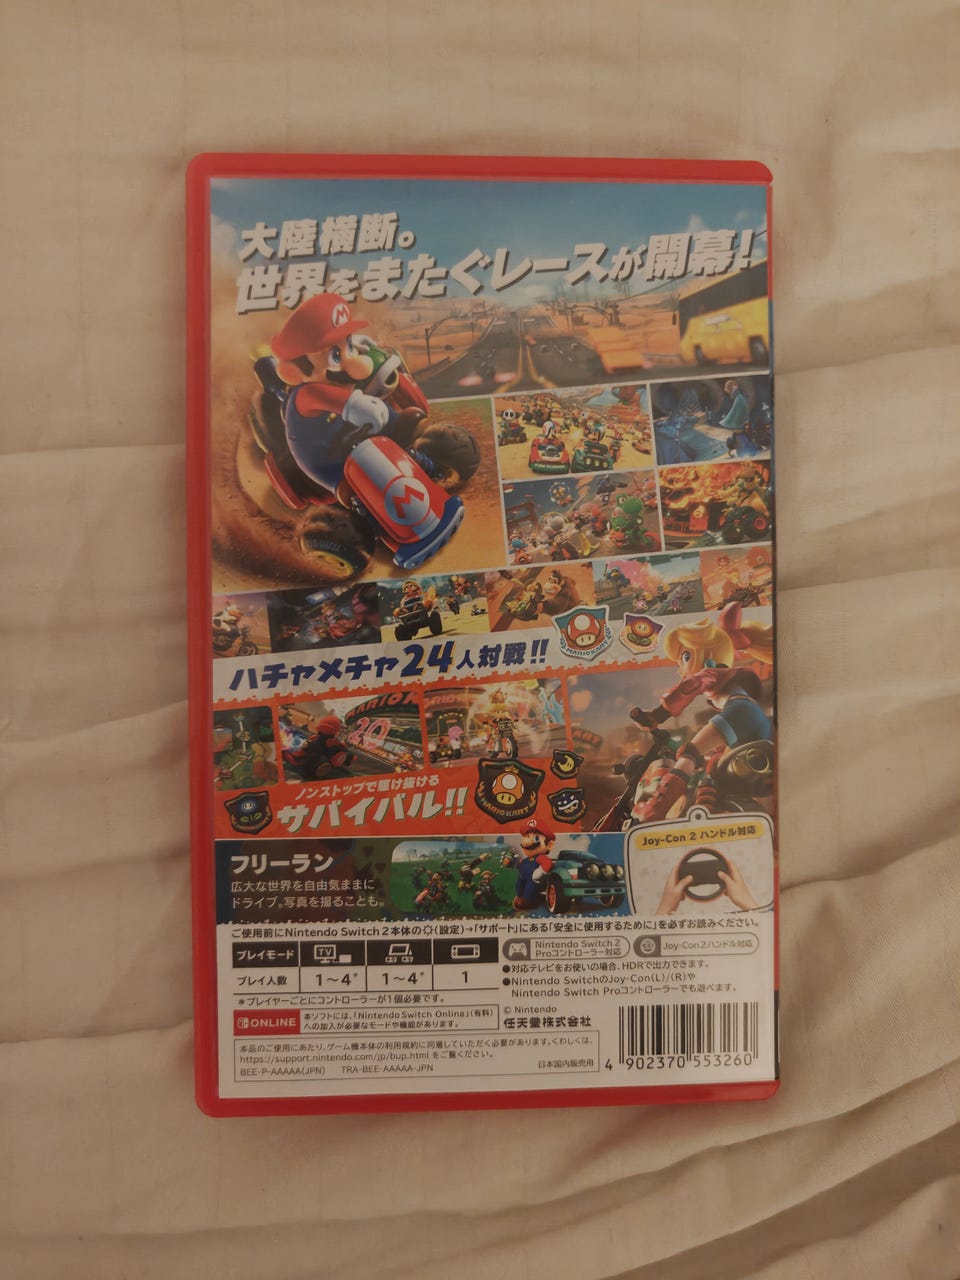 大陸横断。
世界をまたぐレースが開幕！
M
M
ハチャメチャ24人対戦!!
MARIO KART
MARIO KART
20
ノンストップで駆け抜ける
サバイバル!!
MARIO KART
フリーラン
広大な世界を自由気ままに
ドライブ。写真を撮ることも。
Joy-Con 2 ハンドル対応
ご使用前にNintendo Switch 2本体の(設定)→「サポート」にある「安全に使用するために」を必ずお読みください。
プレイモード TV
プレイ人数 1～4* 1～4* 1
*プレイヤーごとにコントローラーが1個必要です。
Nintendo Switch 2
Proコントローラー対応
Joy-Con 2ハンドル対応
●対応テレビをお使いの場合、HDRで出力できます。
●Nintendo SwitchのJoy-Con(L)/(R)や
Nintendo Switch Proコントローラーでも遊べます。
ONLINE
本ソフトには、「Nintendo Switch Online」(有料)
への加入が必要なモードや機能があります。
© Nintendo
任天堂株式会社
本品のご使用にあたり、ゲーム機本体の利用規約に同意していただく必要があります。くわしくは、
https://support.nintendo.com/jp/bup.html をご覧ください。
BEE-P-AAAAA(JPN) TRA-BEE-AAAAA-JPN
日本国内販売用
4 902370 553260